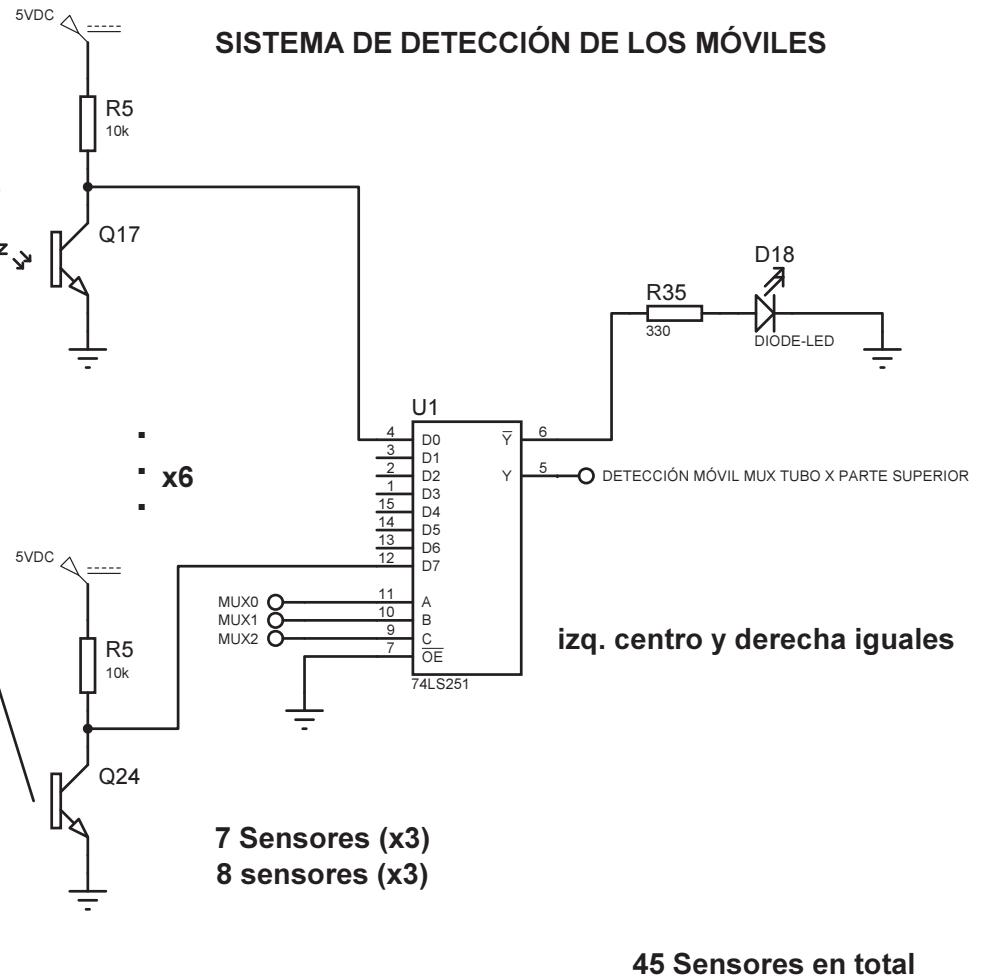 5VDC
SISTEMA DE DETECCIÓN DE LOS MÓVILES
R5
10k
Q17
z
D18
R35
330
DIODE-LED
U1
4 D0 Y 6
3 D1
2 D2 Y 5 DETECCIÓN MÓVIL MUX TUBO X PARTE SUPERIOR
1 D3
15 D4
14 D5
13 D6
12 D7
x6
5VDC
MUX0 11 A
MUX1 10 B
MUX2 9 C
7 OE
74LS251
izq. centro y derecha iguales
R5
10k
Q24
7 Sensores (x3)
8 sensores (x3)
45 Sensores en total